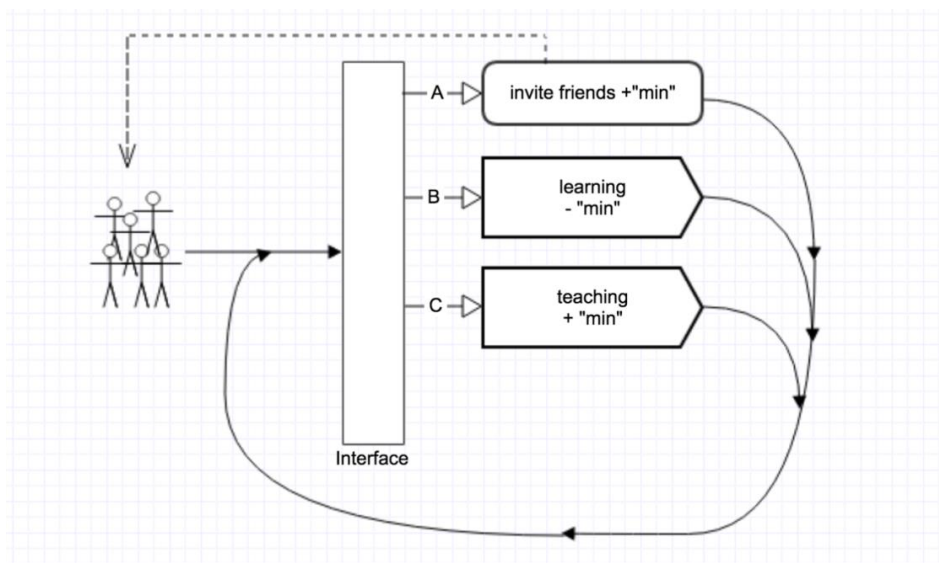 A
invite friends +"min"
B
learning
- "min"
C
teaching
+ "min"
Interface